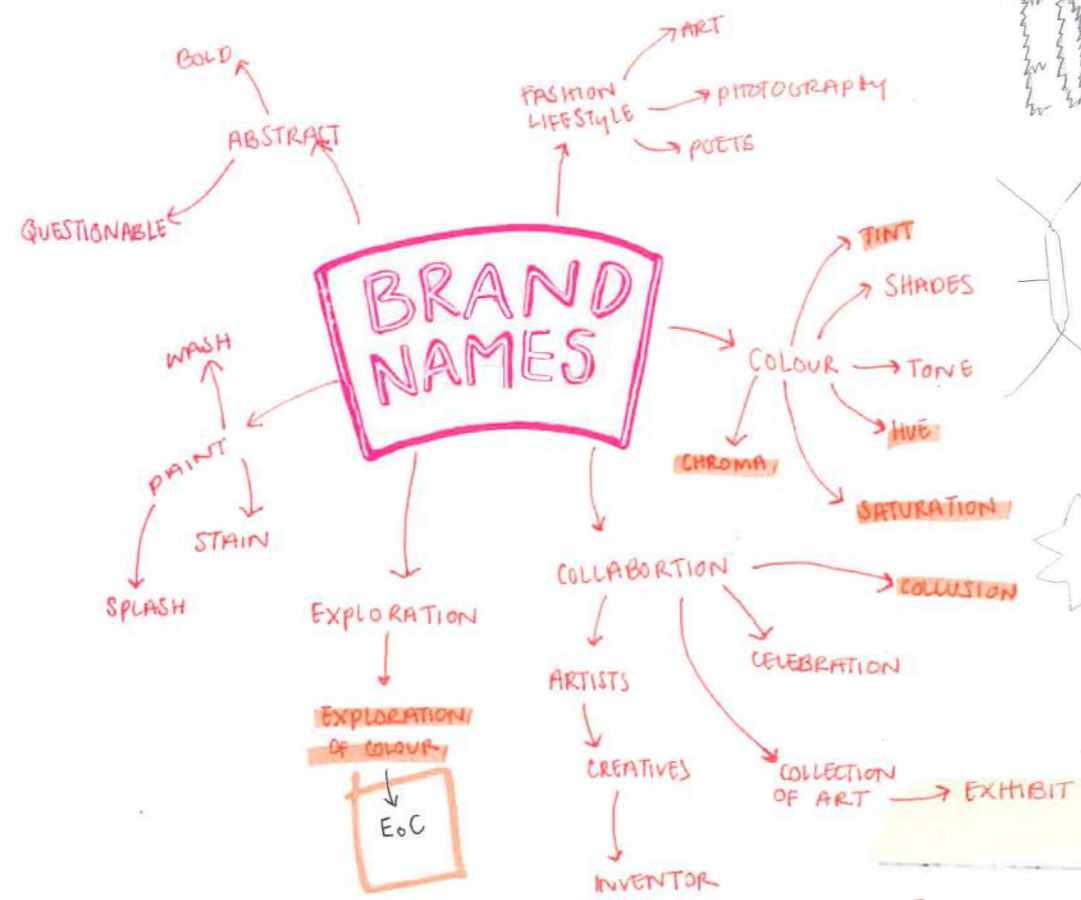 BOLD
ABSTRACT
QUESTIONABLE
FASHION
LIFESTYLE
ART
PHOTOGRAPHY
POETS
BRAND
NAMES
TINT
SHADES
COLOUR
TONE
HUE
CHROMA
SATURATION
WASH
PAINT
STAIN
SPLASH
EXPLORATION
EXPLORATION
OF COLOUR
EoC
COLLABORTION
COLLUSION
CELEBRATION
ARTISTS
CREATIVES
INVENTOR
COLLECTION
OF ART
EXHIBIT